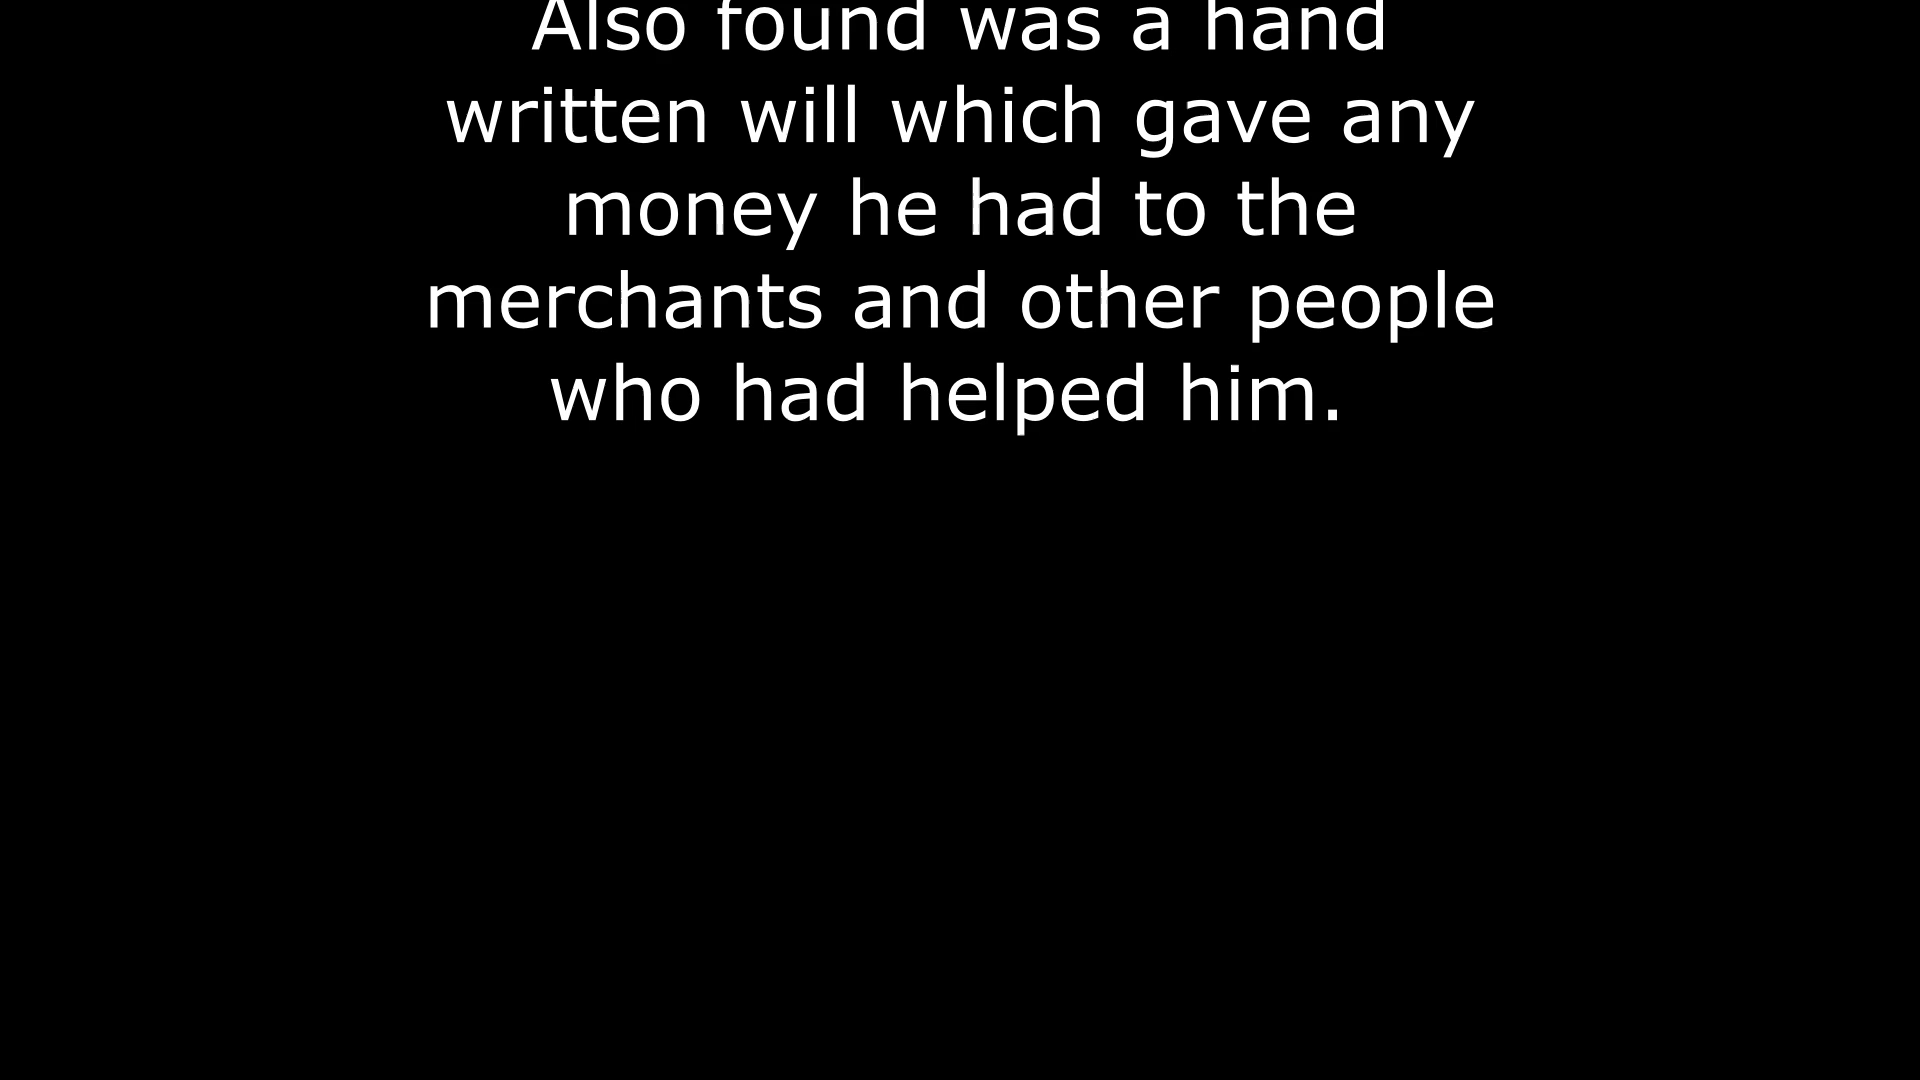 Also found was a hand
written will which gave any
money he had to the
merchants and other people
who had helped him.